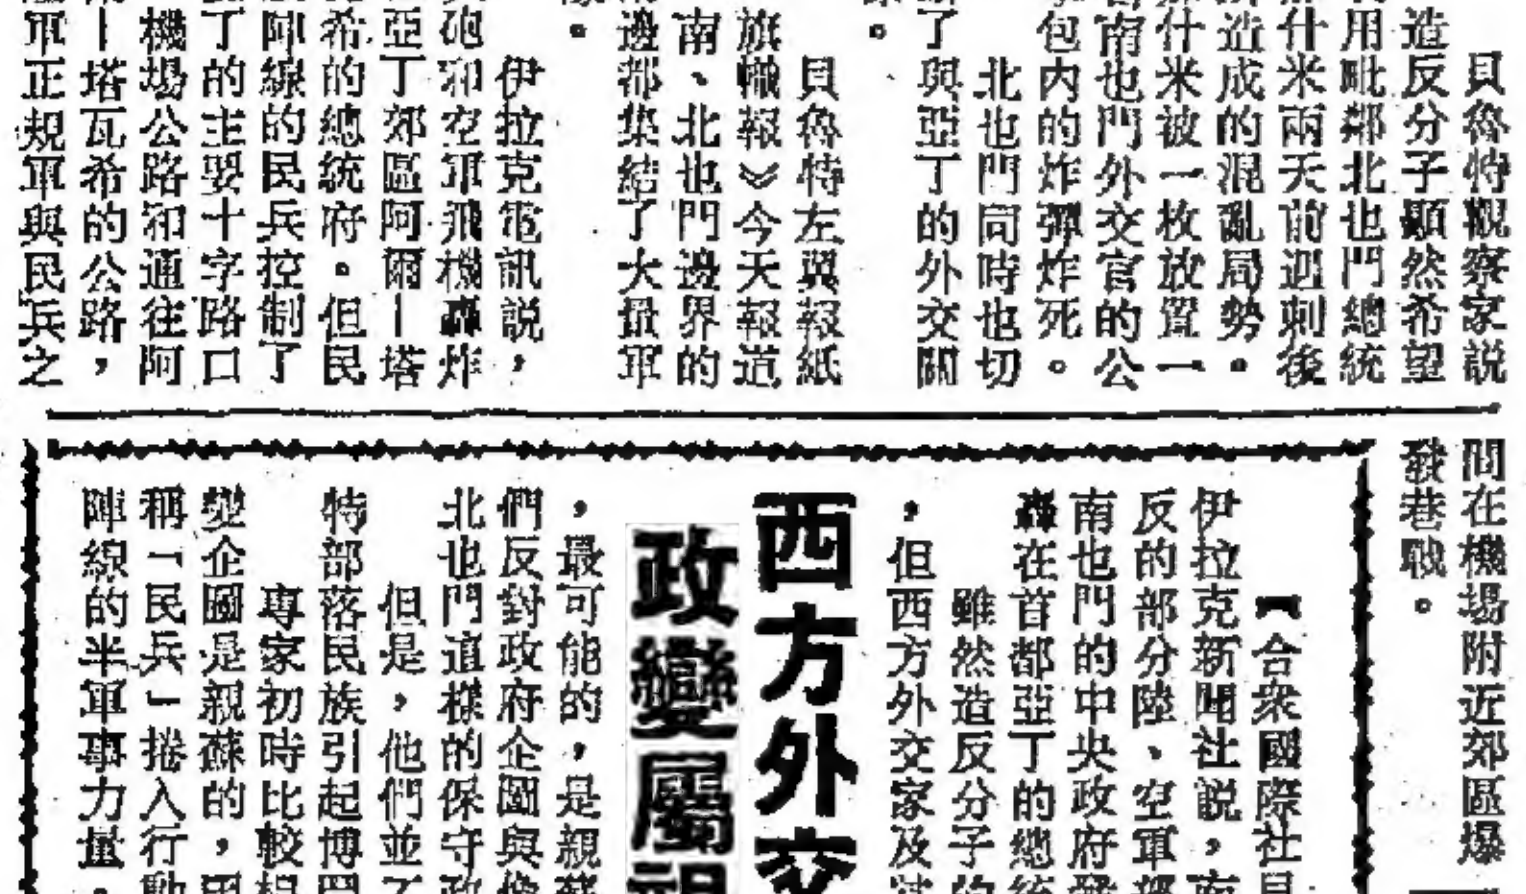 貝魯特觀察家說
造反分子顯然希望
用毗鄰北也門總統
什米兩天前遇刺後
造成的混亂局勢。
什米被一枚放置一
南也門外交官的公
包內的炸彈炸死。
北也門同時也切
了與亞丁的外交關
。
貝魯特左翼報紙
旗幟報》今天報道
南、北也門邊界的
邊都集結了大量軍
。
伊拉克電訊說,
砲和空軍飛機轟炸
亞丁郊區阿爾—塔
希的總統府。但民
陣線的民兵控制了
了的主要十字路口
機場公路和通往阿
—塔瓦希的公路,
軍正規軍與民兵之
間在機場附近郊區爆
發巷戰。
【合衆國際社
伊拉克新聞社說,南
反的部分陸、空軍部
南也門的中央政府
轟在首都亞丁的總統
雖然造反分子的
,但西方外交家及
西方外交
政變屬親
,最可能的,是親蘇
們反對政府企圖與像
北也門這樣的保守政
但是,他們並不
特部落民族引起博
專家初時比較相
變企圖是親蘇的,因
稱「民兵」捲入行動
陣線的半軍事力量。